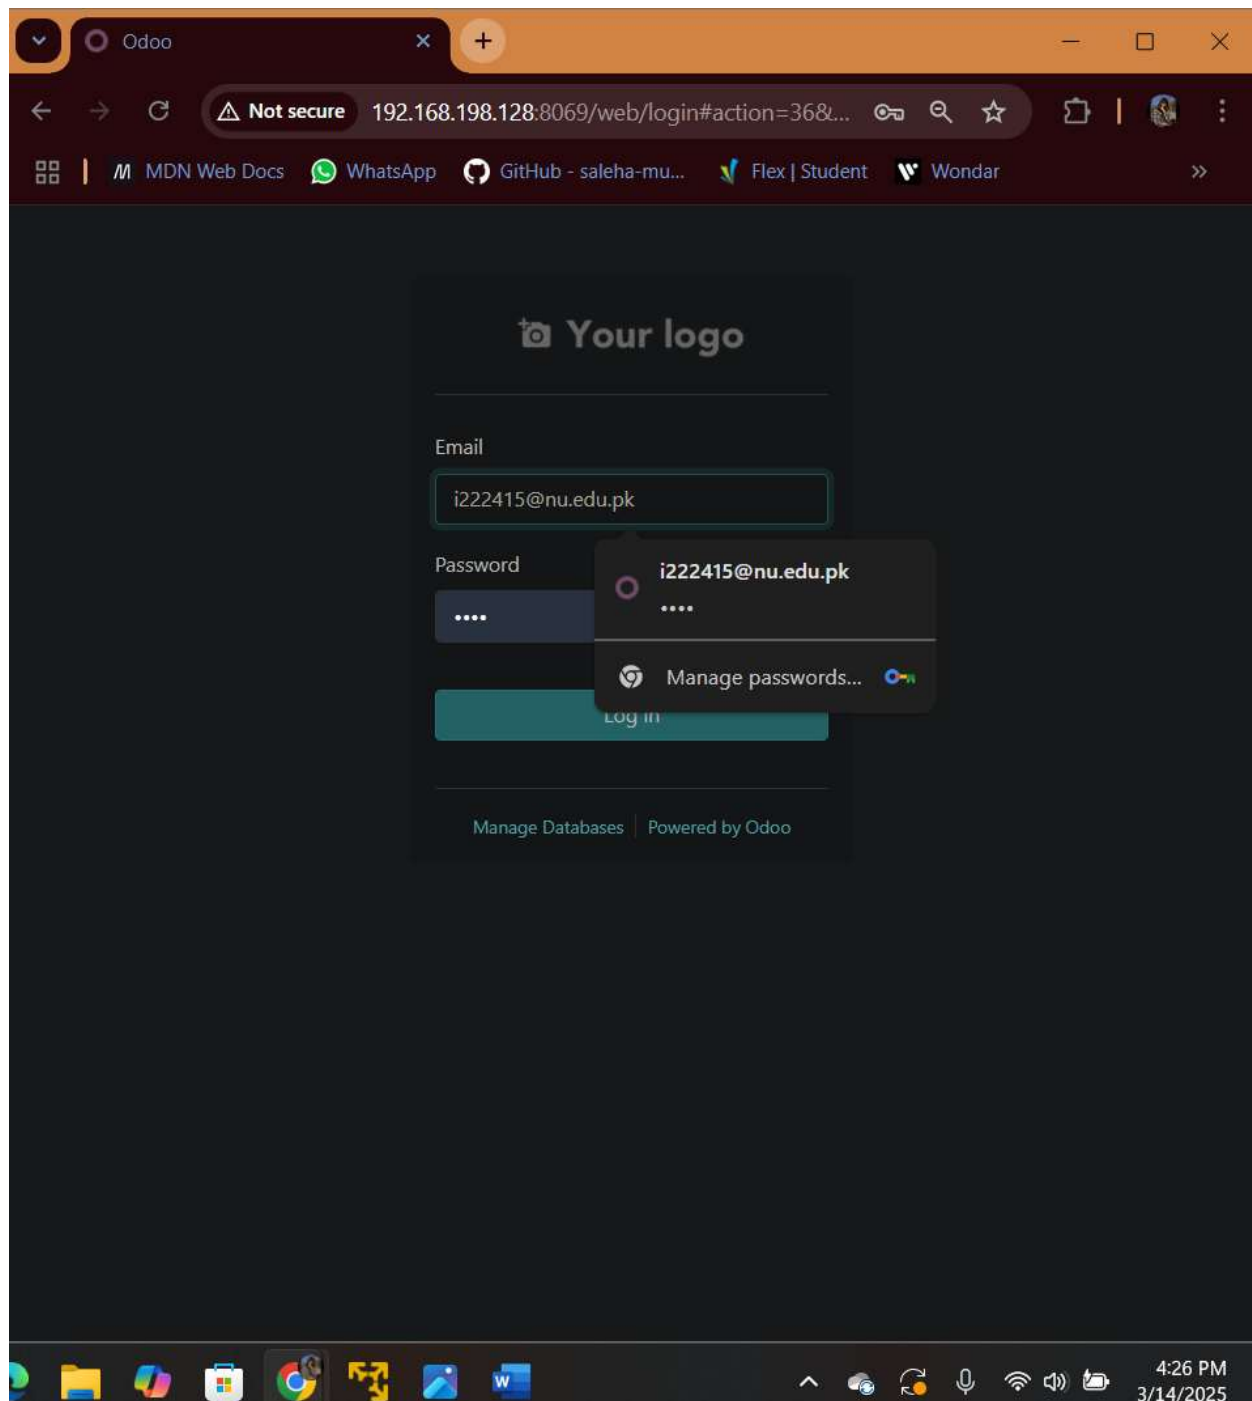 Odoo
Not secure 192.168.198.128:8069/web/login#action=36&...
MDN Web Docs WhatsApp GitHub - saleha-mu... Flex | Student Wondar
Your logo
Email
i222415@nu.edu.pk
Password
i222415@nu.edu.pk
••••
••••
Manage passwords...
Log in
Manage Databases | Powered by Odoo
4:26 PM
3/14/2025